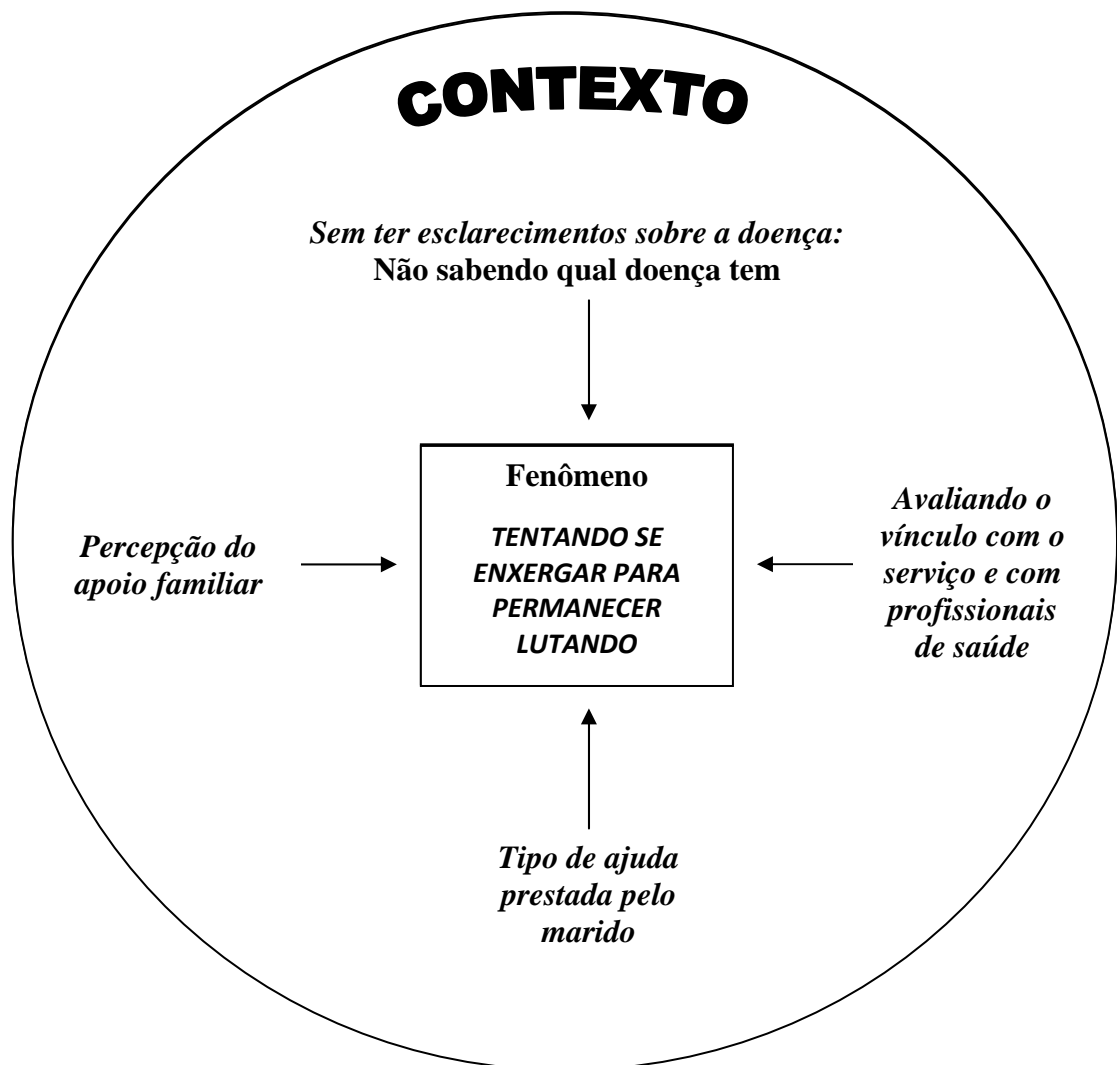 CONTEXTO
Sem ter esclarecimentos sobre a doença:
Não sabendo qual doença tem
Fenômeno
TENTANDO SE
ENXERGAR PARA
PERMANECER
LUTANDO
Percepção do
apoio familiar
Avaliando o
vínculo com o
serviço e com
profissionais
de saúde
Tipo de ajuda
prestada pelo
marido